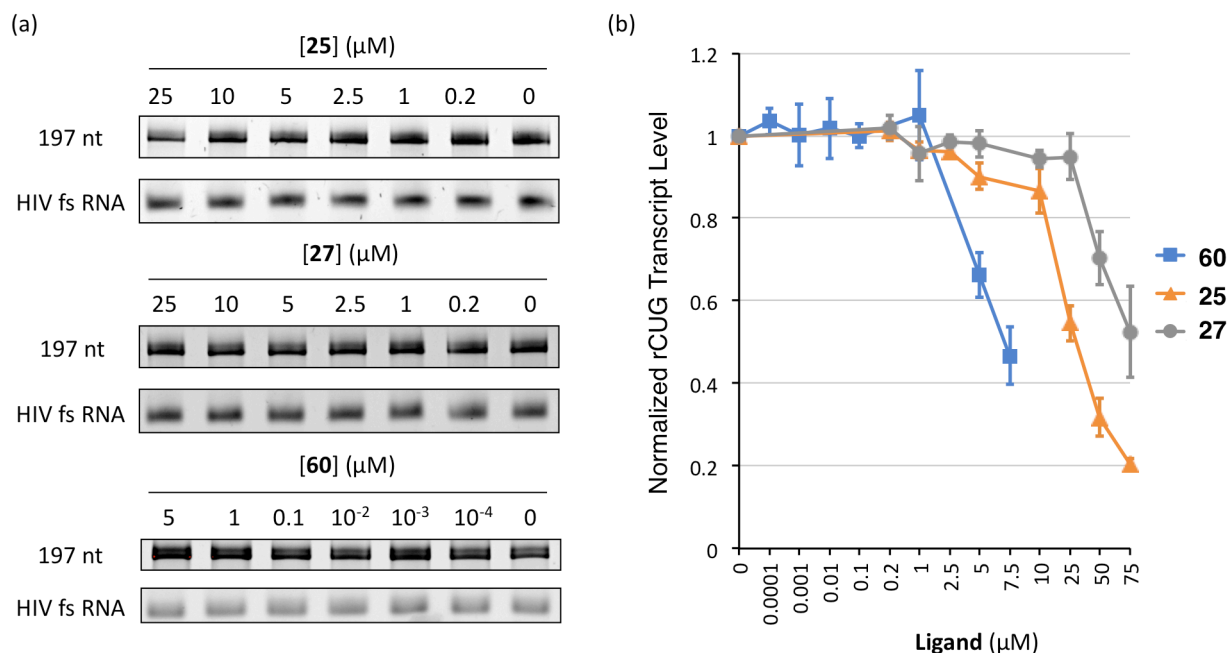 (a)
[25] (μM)
25 10 5 2.5 1 0.2 0
197 nt
HIV fs RNA
[27] (μM)
25 10 5 2.5 1 0.2 0
197 nt
HIV fs RNA
[60] (μM)
5 1 0.1 10⁻² 10⁻³ 10⁻⁴ 0
197 nt
HIV fs RNA
(b)
Normalized rCUG Transcript Level
1.2
1
0.8
0.6
0.4
0.2
0
0 0.0001 0.001 0.01 0.1 0.2 1 2.5 5 7.5 10 25 50 75
Ligand (μM)
60
25
27